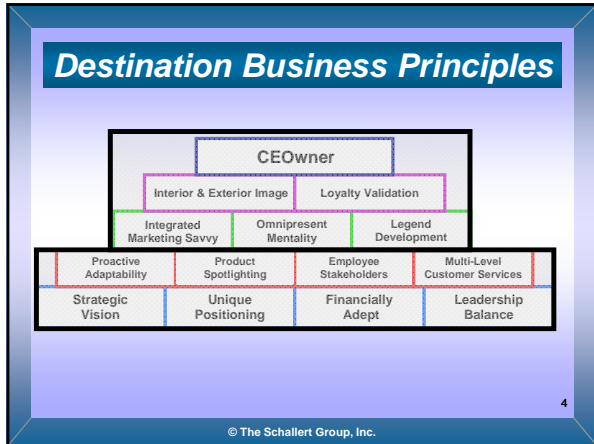 Destination Business Principles
CEOwner
Interior & Exterior Image
Loyalty Validation
Integrated
Marketing Savvy
Omnipresent
Mentality
Legend
Development
Proactive
Adaptability
Product
Spotlighting
Employee
Stakeholders
Multi-Level
Customer Services
Strategic
Vision
Unique
Positioning
Financially
Adept
Leadership
Balance
4
© The Schallert Group, Inc.